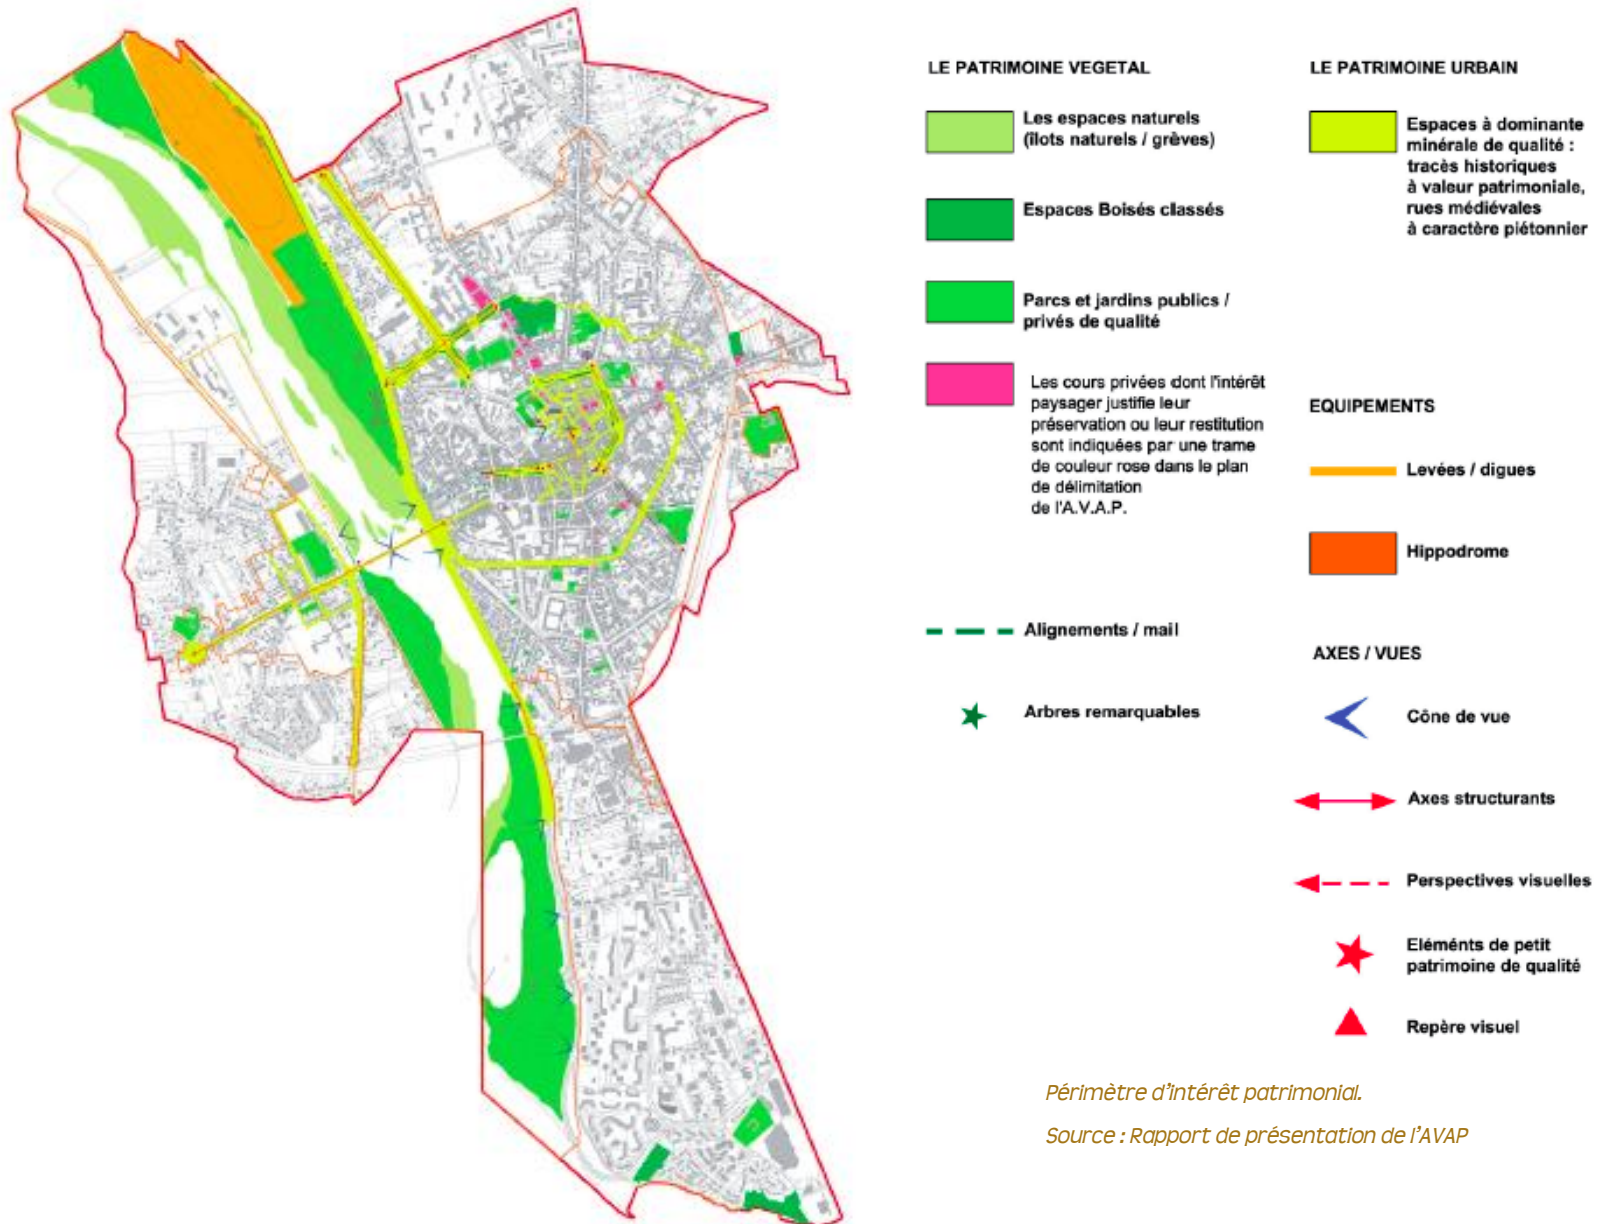 LE PATRIMOINE VEGETAL
Les espaces naturels
(îlots naturels / grèves)
Espaces Boisés classés
Parcs et jardins publics /
privés de qualité
Les cours privées dont l'intérêt
paysager justifie leur
préservation ou leur restitution
sont indiquées par une trame
de couleur rose dans le plan
de délimitation
de l'A.V.A.P.
Alignements / mail
Arbres remarquables
LE PATRIMOINE URBAIN
Espaces à dominante
minérale de qualité :
tracès historiques
à valeur patrimoniale,
rues médiévales
à caractère piétonnier
EQUIPEMENTS
Levées / digues
Hippodrome
AXES / VUES
Cône de vue
Axes structurants
Perspectives visuelles
Eléménts de petit
patrimoine de qualité
Repère visuel
Périmètre d'intérêt patrimonial.
Source : Rapport de présentation de l'AVAP